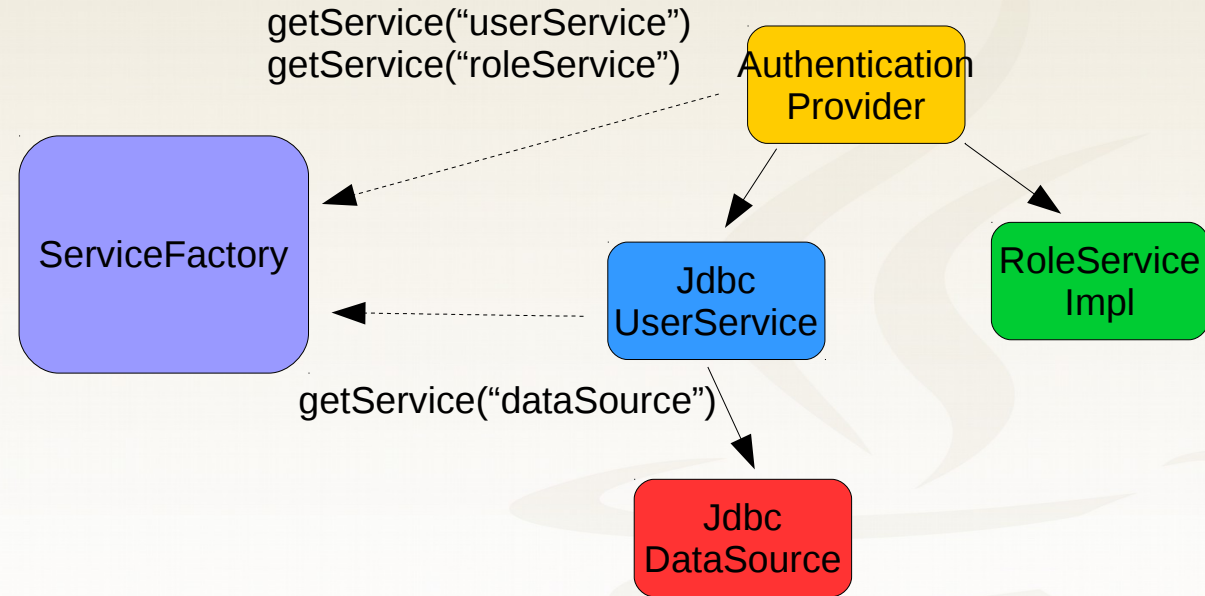 getService(“userService”)
getService(“roleService”)
Authentication
Provider
ServiceFactory
Jdbc
UserService
RoleService
Impl
getService(“dataSource”)
Jdbc
DataSource